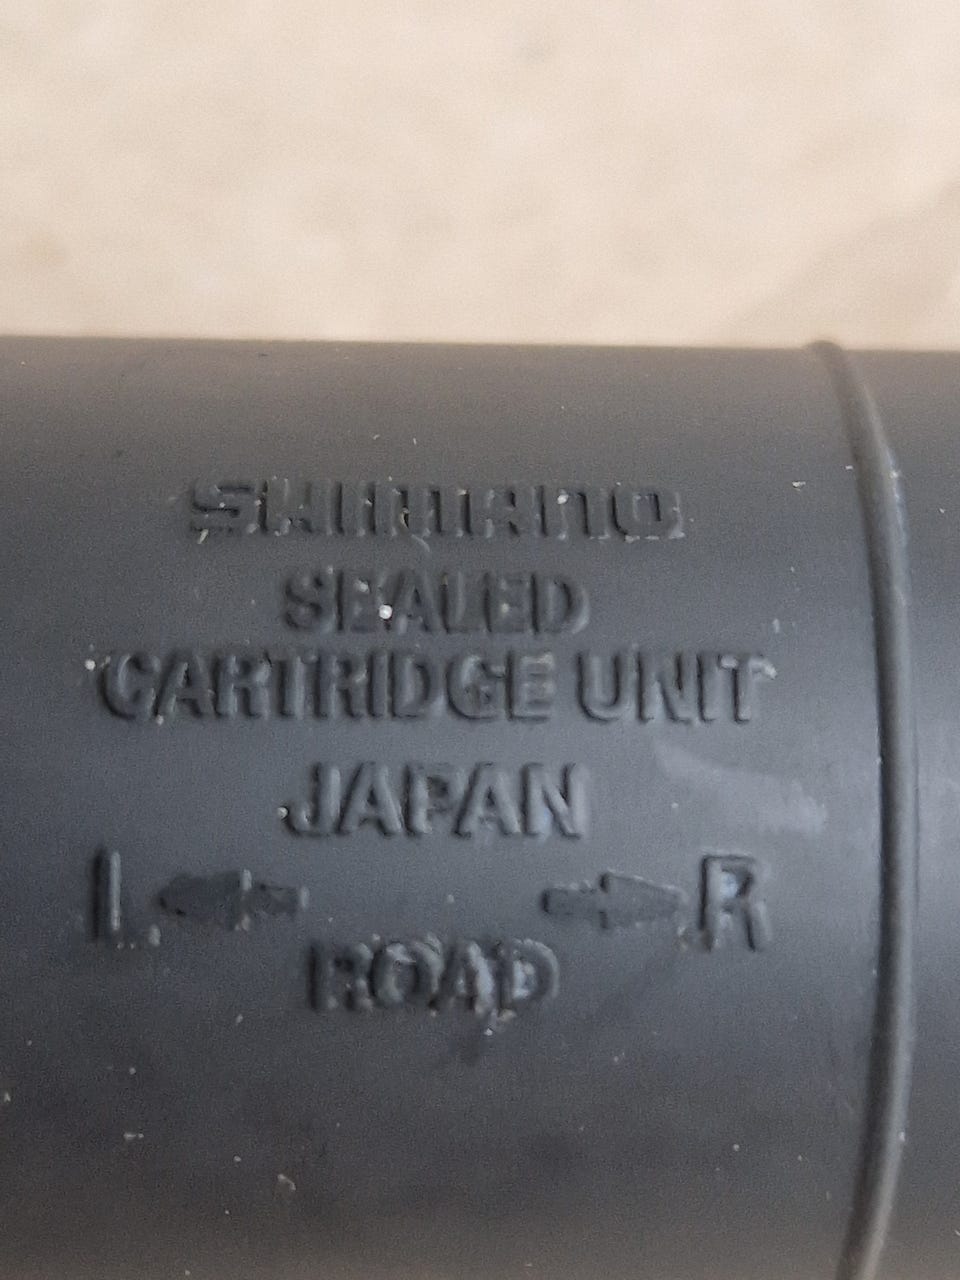 SHIMANO
SEALED
CARTRIDGE UNIT
JAPAN
L R
ROAD